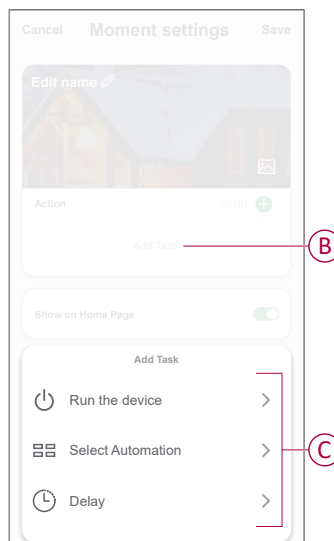 Cancel Moment settings Save
Edit name
Action (0/10)
Add Task
B
Show on Home Page
Add Task
Run the device
Select Automation
C
Delay